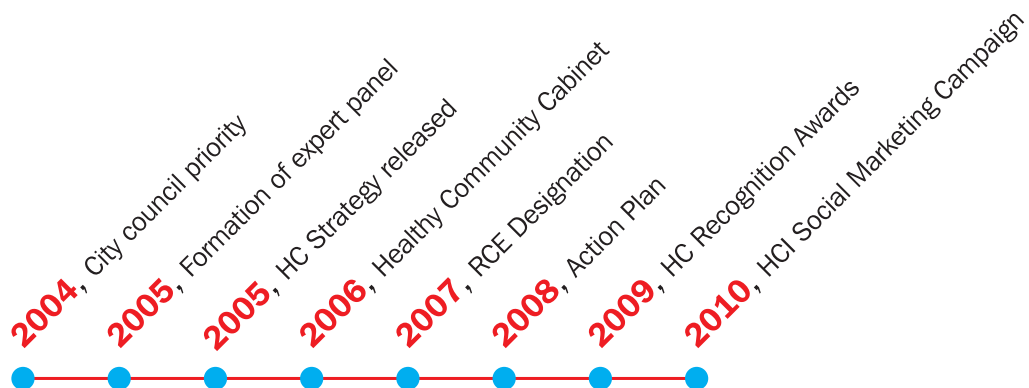 2004, City council priority
2005, Formation of expert panel
2005, HC Strategy released
2006, Healthy Community Cabinet
2007, RCE Designation
2008, Action Plan
2009, HC Recognition Awards
2010, HCI Social Marketing Campaign